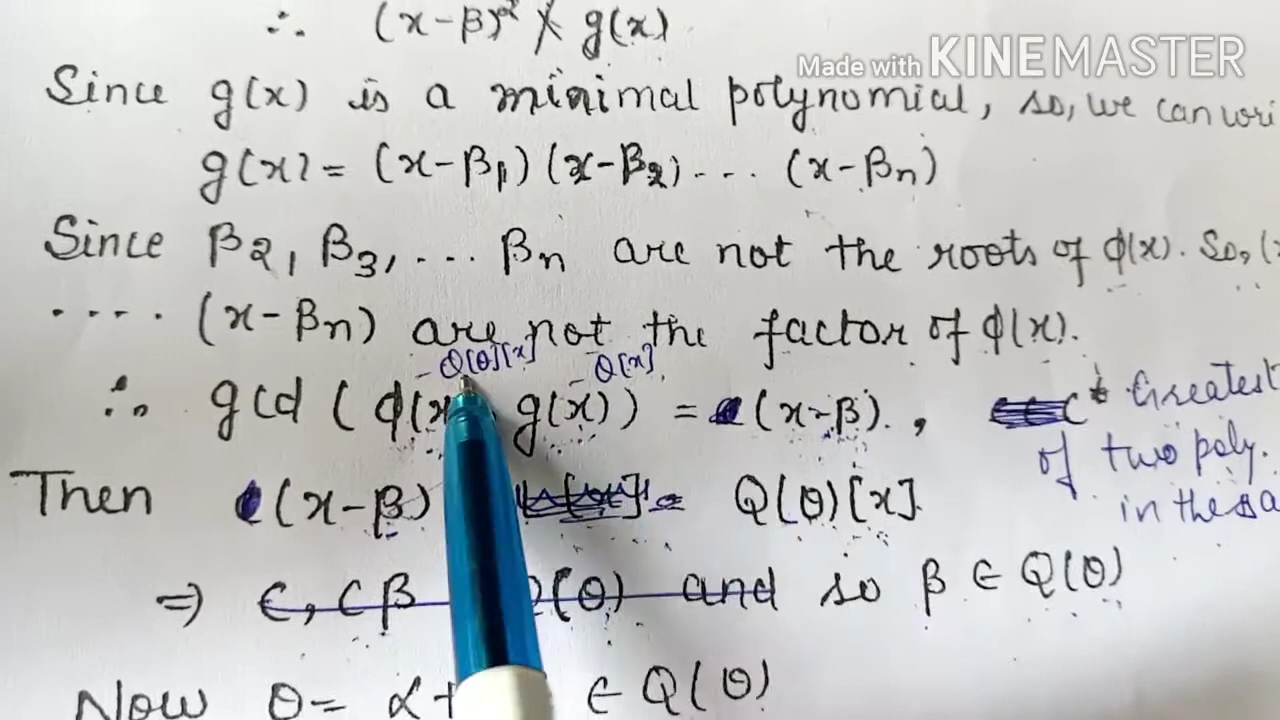 ∴ (x-β)² ∤ g(x)
Made with KINEMASTER
Since g(x) is a minimal polynomial, so, we can wri
g(x) = (x-β1) (x-β2) ... (x-βn)
Since β2, β3, ... βn are not the roots of φ(x). So, (x
.... (x-βn) are not the factor of φ(x).
Q(θ)[x] Q[x]
∴ gcd (φ(x), g(x)) = (x-β), Greatest
of two poly.
Then (x-β) Q(θ)[x].
in the sa
⇒ C, Cβ Q(θ) and so β ∈ Q(θ)
Now θ = α+ ∈ Q(θ)